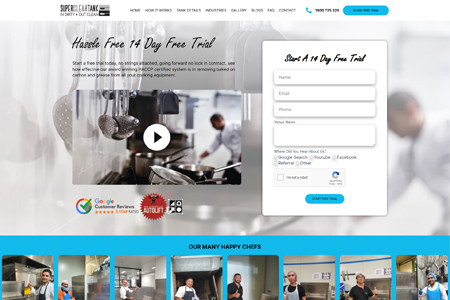 SUPERCLEANTANK
IN DIRTY > OUT CLEAN
HOME HOW IT WORKS TANK DETAILS INDUSTRIES GALLERY BLOGS FAQ CONTACT
1800 725 326
FREE TRIAL
Hassle Free 14 Day Free Trial
Start a free trial today, no strings attached, going forward no lock in contract, see
how effective our award winning HACCP certified system is in removing baked on
carbon and grease from all your cooking equipment.
Google
Customer Reviews
5 STAR RATED
AUTOLIFT
Start A 14 Day Free Trial
Name
Email
Phone
Venue Name
Where Did You Hear About Us?
Google Search Youtube Facebook
Referral Other
I'm not a robot
START FREE TRIAL
OUR MANY HAPPY CHEFS